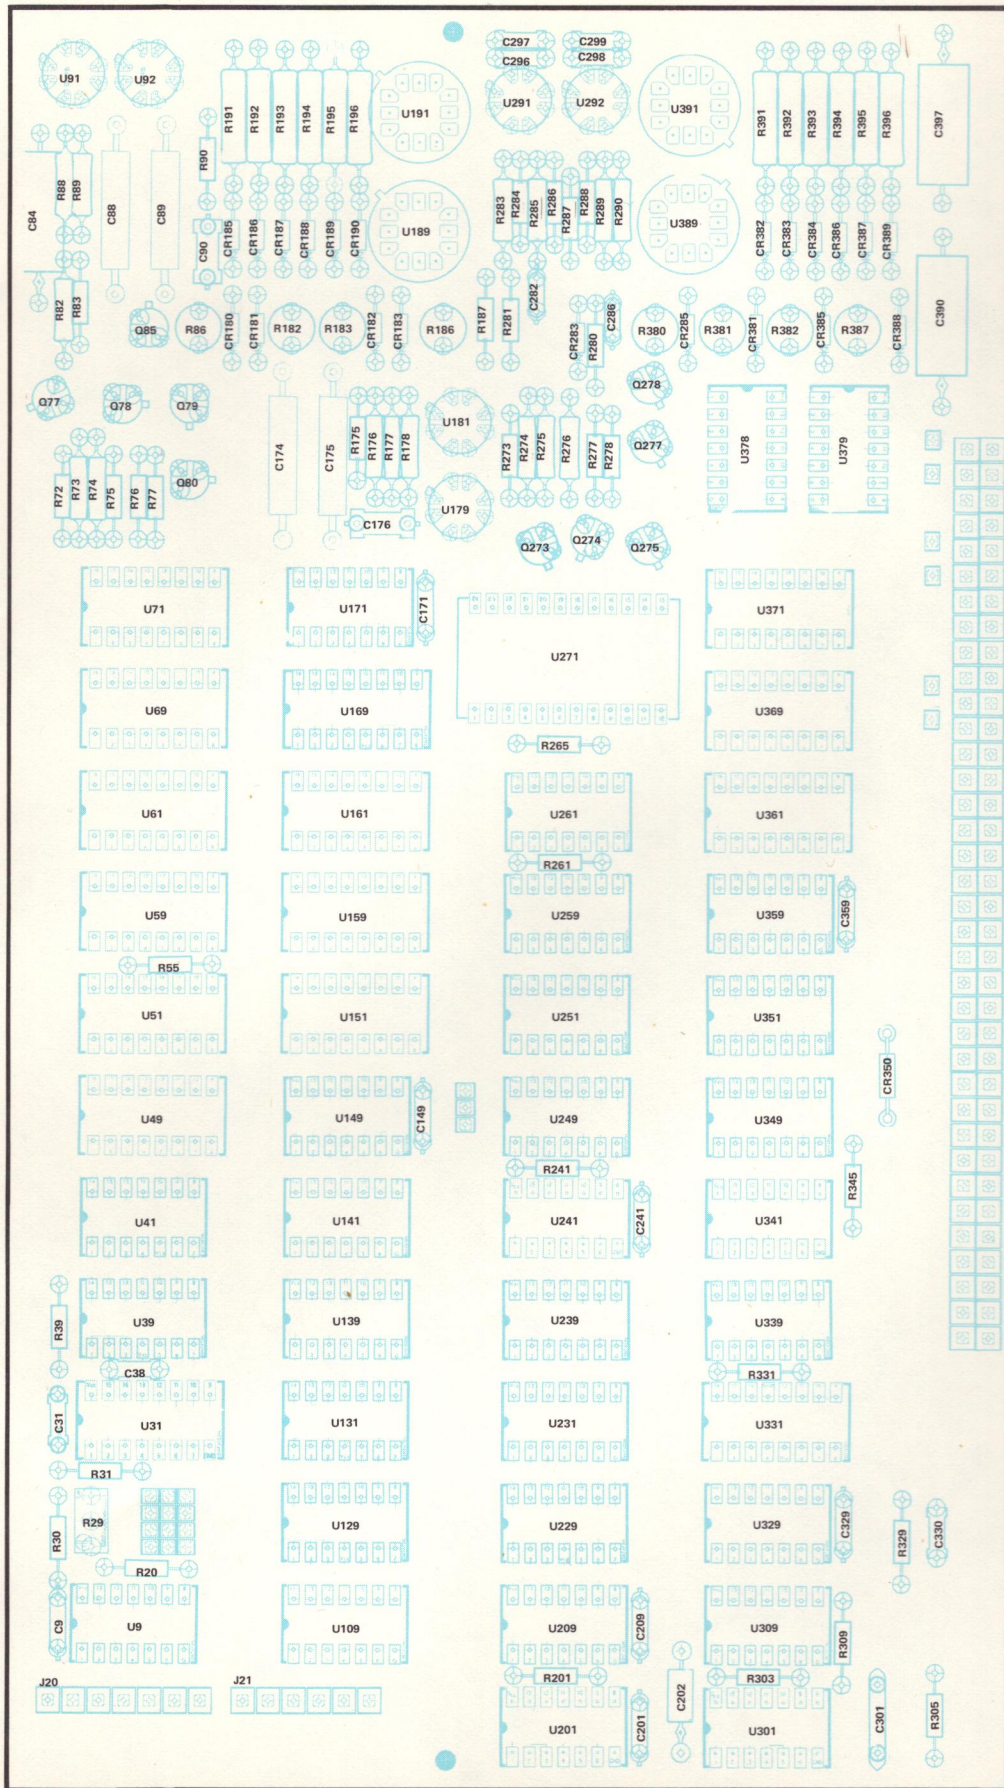 C297 C299
C296 C298
U91 U92 U291 U292
R191 R192 R193 R194 R195 R196 U191 U391 R391 R392 R393 R394 R395 R396 C397
R90
C84 R88 R89 C88 C89
R283 R284 R285 R286 R287 R288 R289 R290
C90 CR185 CR186 CR187 CR188 CR189 CR190 U189 U389 CR382 CR383 CR384 CR386 CR387 CR389
R82 R83 C282 C286 C390
Q85 R86 CR180 CR181 R182 R183 CR182 CR183 R186 R187 R281 CR283 R280 R380 CR285 R381 CR381 R382 CR385 R387 CR388
Q77 Q78 Q79 Q278
C174 C175 R175 R176 R177 R178 U181 R273 R274 R275 R276 R277 R278 Q277 U378 U379
R72 R73 R74 R75 R76 R77 Q80
U179
C176
Q273 Q274 Q275
U71 U171 C171 U371
U271
U69 U169 U369
R265
U61 U161 U261 U361
R261
U59 U159 U259 U359 C359
R55
U51 U151 U251 U351
CR350
U49 U149 C149 U249 U349
R241 R345
U41 U141 U241 C241 U341
R39 U39 U139 U239 U339
C38 R331
C31 U31 U131 U231 U331
R31
R30 R29 U129 U229 U329 C329 R329 C330
R20
C9 U9 U109 U209 C209 U309 R309
J20 J21 R201 C202 R303
U201 C201 U301 C301 R305